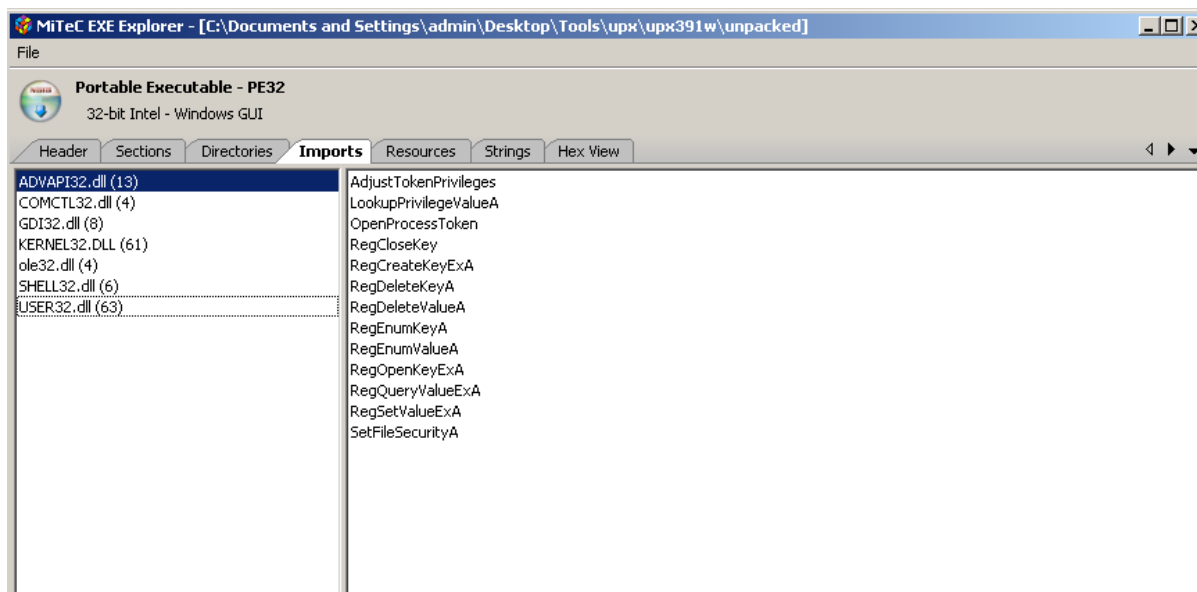 MiTeC EXE Explorer - [C:\Documents and Settings\admin\Desktop\Tools\upx\upx391w\unpacked]
File
Portable Executable - PE32
32-bit Intel - Windows GUI
Header Sections Directories Imports Resources Strings Hex View
ADVAPI32.dll (13)
COMCTL32.dll (4)
GDI32.dll (8)
KERNEL32.DLL (61)
ole32.dll (4)
SHELL32.dll (6)
USER32.dll (63)
AdjustTokenPrivileges
LookupPrivilegeValueA
OpenProcessToken
RegCloseKey
RegCreateKeyExA
RegDeleteKeyA
RegDeleteValueA
RegEnumKeyA
RegEnumValueA
RegOpenKeyExA
RegQueryValueExA
RegSetValueExA
SetFileSecurityA